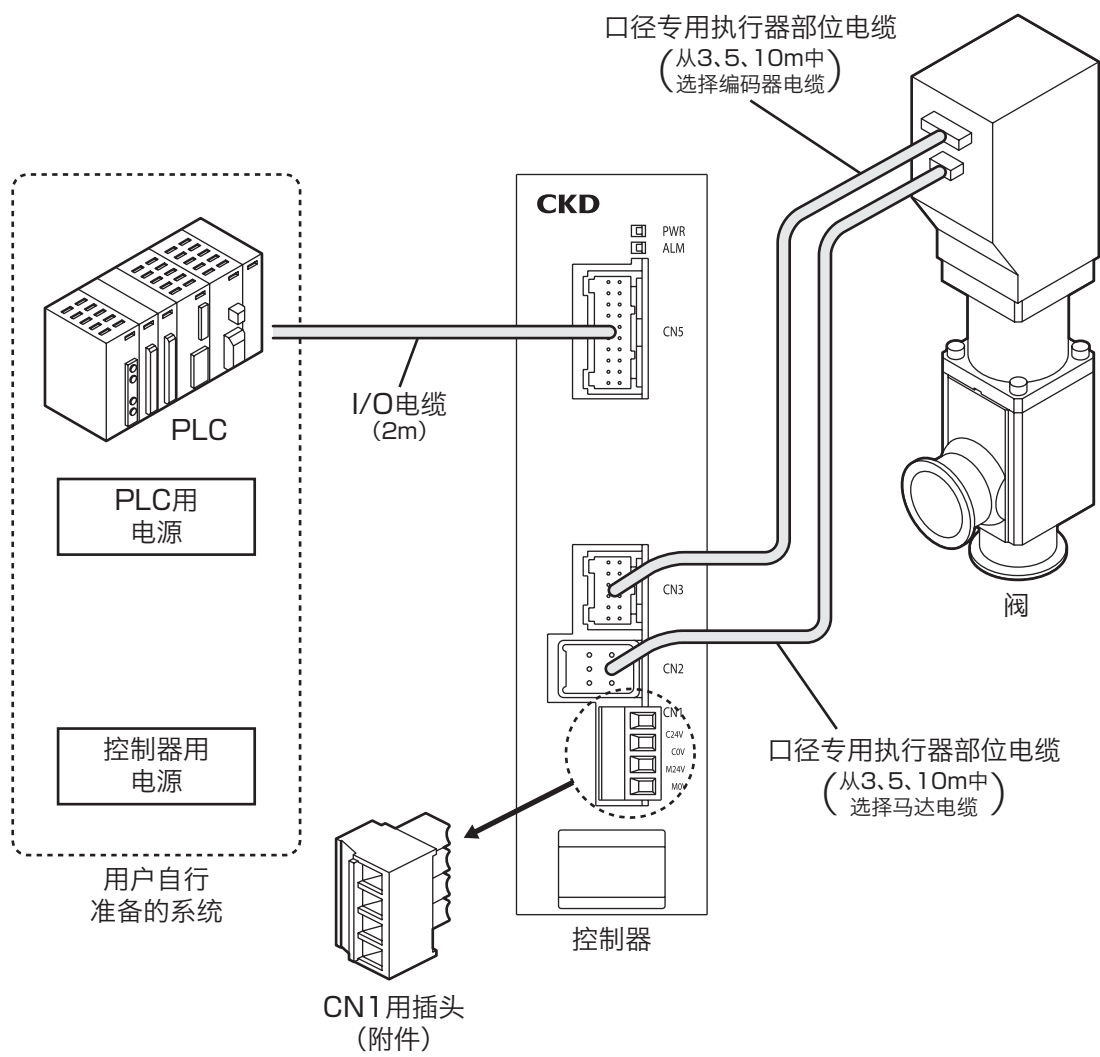 口径专用执行器部位电缆
(从3、5、10m中
选择编码器电缆)
CKD
PWR
ALM
CN5
I/O电缆
(2m)
PLC
PLC用
电源
CN3
阀
CN2
CN1
C24V
C0V
M24V
M0V
控制器用
电源
口径专用执行器部位电缆
(从3、5、10m中
选择马达电缆)
用户自行
准备的系统
控制器
CN1用插头
(附件)